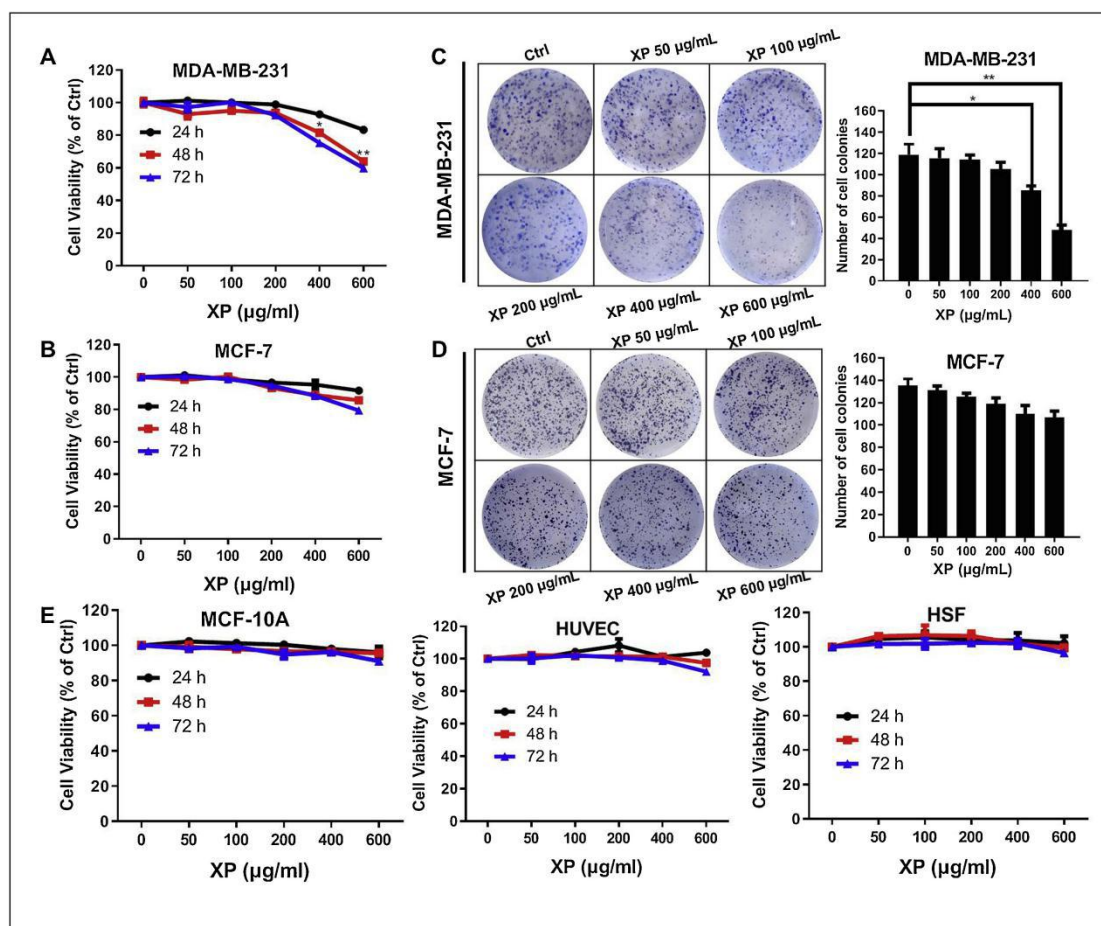 A
MDA-MB-231
Cell Viability (% of Ctrl)
120
100
80
60
40
20
0
24 h
48 h
72 h
*
**
0 50 100 200 400 600
XP (µg/ml)
B
MCF-7
Cell Viability (% of Ctrl)
120
100
80
60
40
20
0
24 h
48 h
72 h
0 50 100 200 400 600
XP (µg/ml)
C
MDA-MB-231
Ctrl XP 50 µg/mL XP 100 µg/mL
XP 200 µg/mL XP 400 µg/mL XP 600 µg/mL
MDA-MB-231
**
*
Number of cell colonies
160
140
120
100
80
60
40
20
0
0 50 100 200 400 600
XP (µg/mL)
D
MCF-7
Ctrl XP 50 µg/mL XP 100 µg/mL
XP 200 µg/mL XP 400 µg/mL XP 600 µg/mL
MCF-7
Number of cell colonies
160
140
120
100
80
60
40
20
0
0 50 100 200 400 600
XP (µg/mL)
E
MCF-10A
Cell Viability (% of Ctrl)
120
100
80
60
40
20
0
24 h
48 h
72 h
0 50 100 200 400 600
XP (µg/ml)
HUVEC
Cell Viability (% of Ctrl)
120
100
80
60
40
20
0
24 h
48 h
72 h
0 50 100 200 400 600
XP (µg/ml)
HSF
Cell Viability (% of Ctrl)
120
100
80
60
40
20
0
24 h
48 h
72 h
0 50 100 200 400 600
XP (µg/ml)